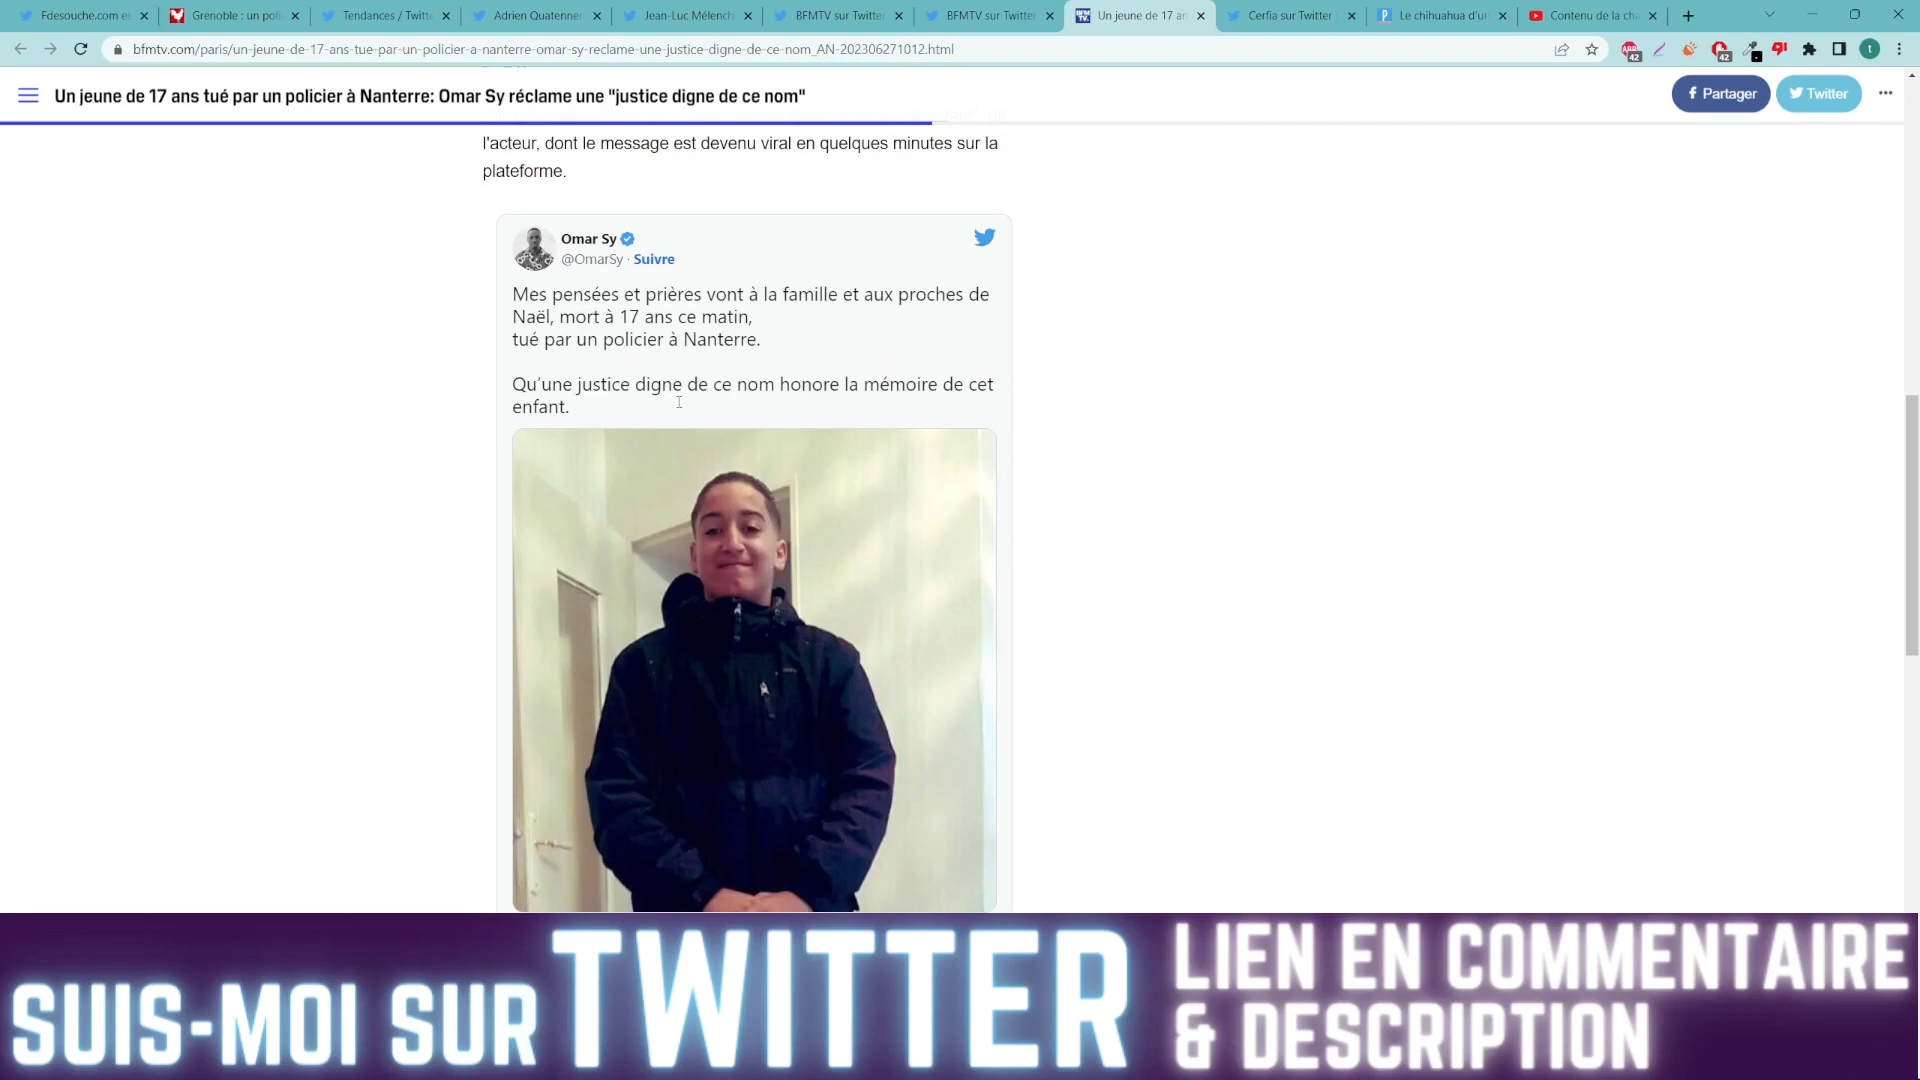 Fdesouche.com es
Grenoble : un poli
Tendances / Twitt
Adrien Quatennen
Jean-Luc Mélench
BFMTV sur Twitter
BFMTV sur Twitter
Un jeune de 17 an
Cerfia sur Twitter :
Le chihuahua d'un
Contenu de la cha
bfmtv.com/paris/un-jeune-de-17-ans-tue-par-un-policier-a-nanterre-omar-sy-reclame-une-justice-digne-de-ce-nom_AN-202306271012.html
42
42
t
Un jeune de 17 ans tué par un policier à Nanterre: Omar Sy réclame une "justice digne de ce nom"
Partager
Twitter
l'acteur, dont le message est devenu viral en quelques minutes sur la
plateforme.
Omar Sy
@OmarSy · Suivre
Mes pensées et prières vont à la famille et aux proches de
Naël, mort à 17 ans ce matin,
tué par un policier à Nanterre.
Qu’une justice digne de ce nom honore la mémoire de cet
enfant.
SUIS-MOI SUR TWITTER LIEN EN COMMENTAIRE
& DESCRIPTION